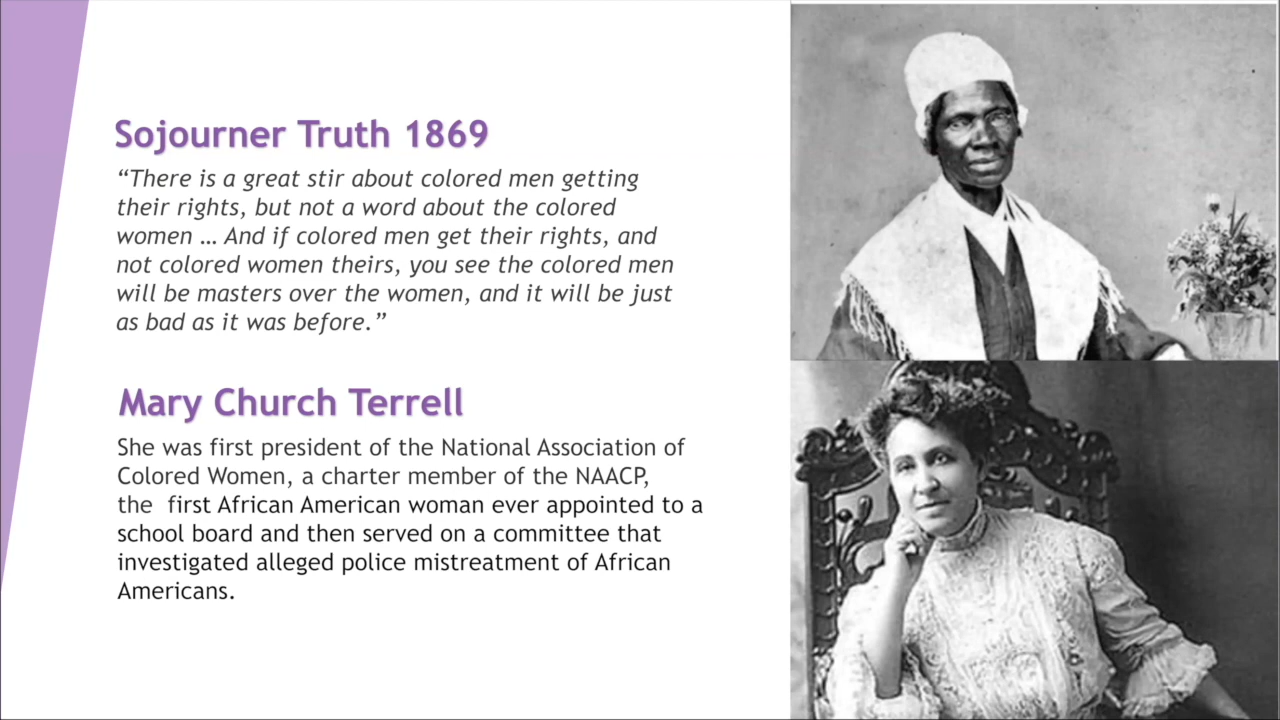 Sojourner Truth 1869
“There is a great stir about colored men getting
their rights, but not a word about the colored
women … And if colored men get their rights, and
not colored women theirs, you see the colored men
will be masters over the women, and it will be just
as bad as it was before.”
Mary Church Terrell
She was first president of the National Association of
Colored Women, a charter member of the NAACP,
the  first African American woman ever appointed to a
school board and then served on a committee that
investigated alleged police mistreatment of African
Americans.